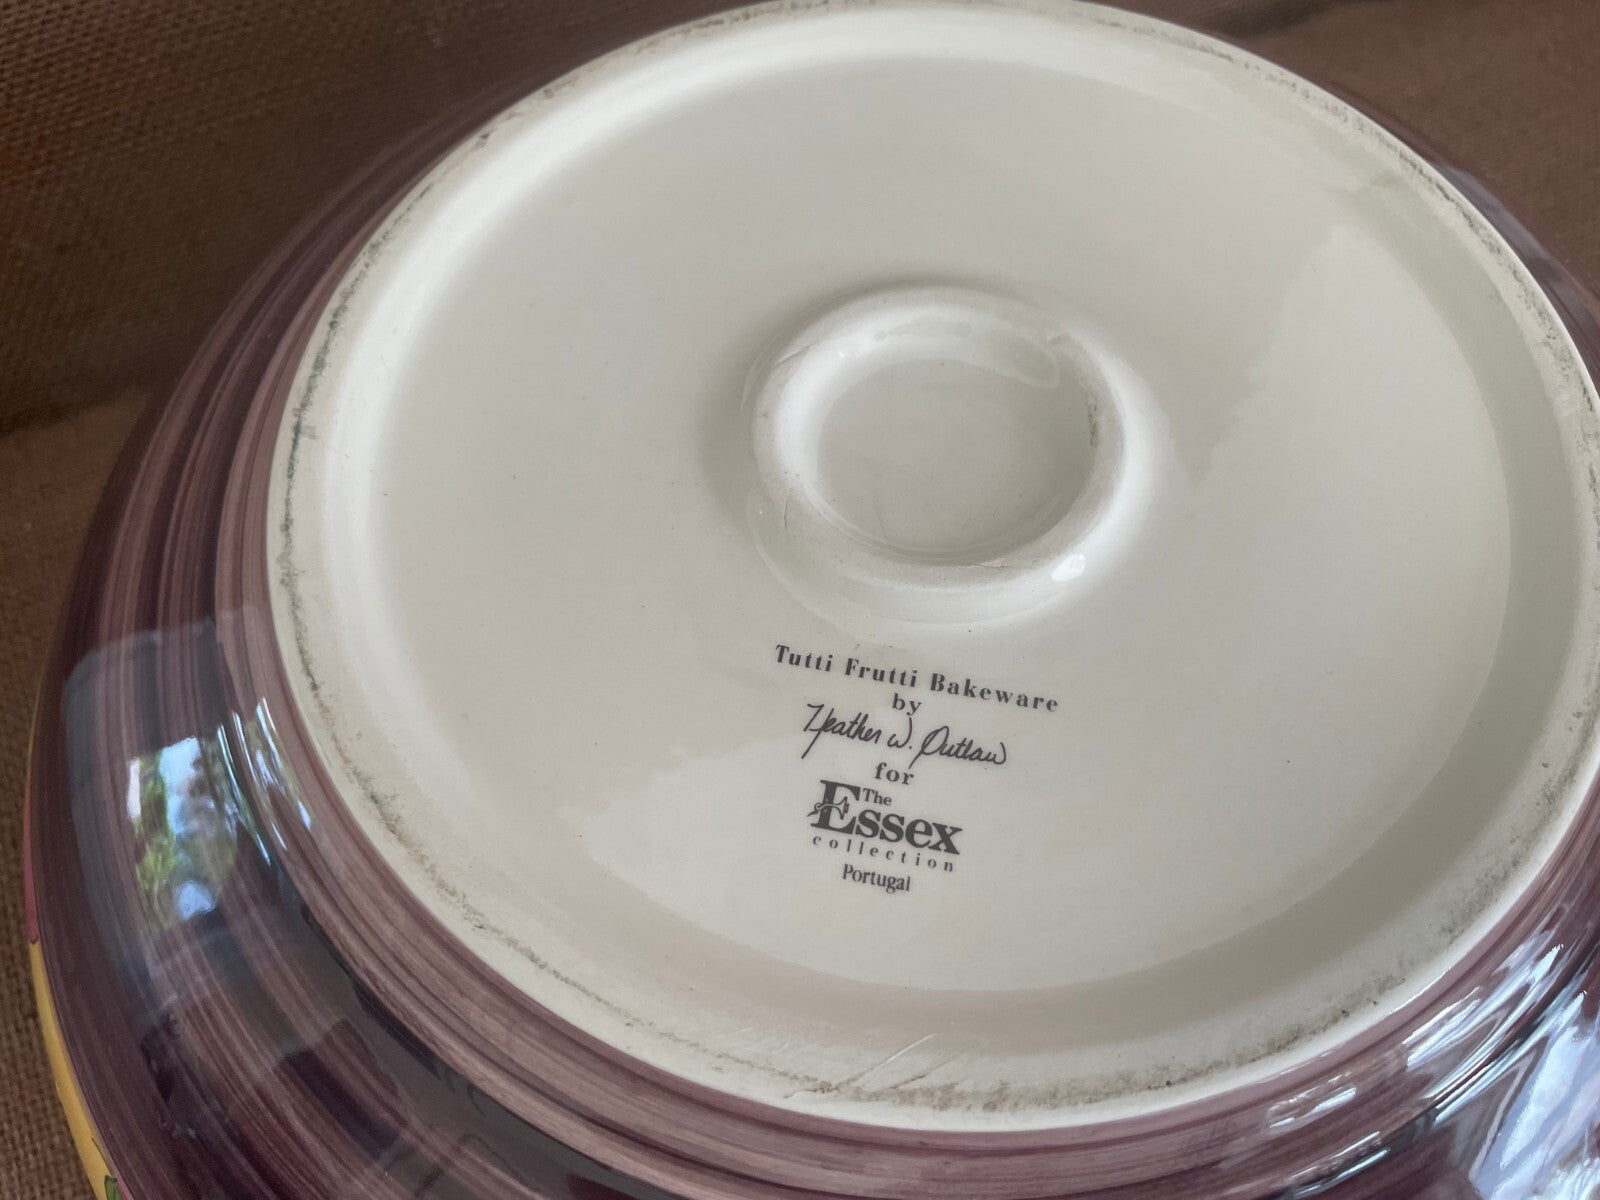 Tutti Frutti Bakeware
by
Heather W. Outlaw
for
The
Essex
collection
Portugal